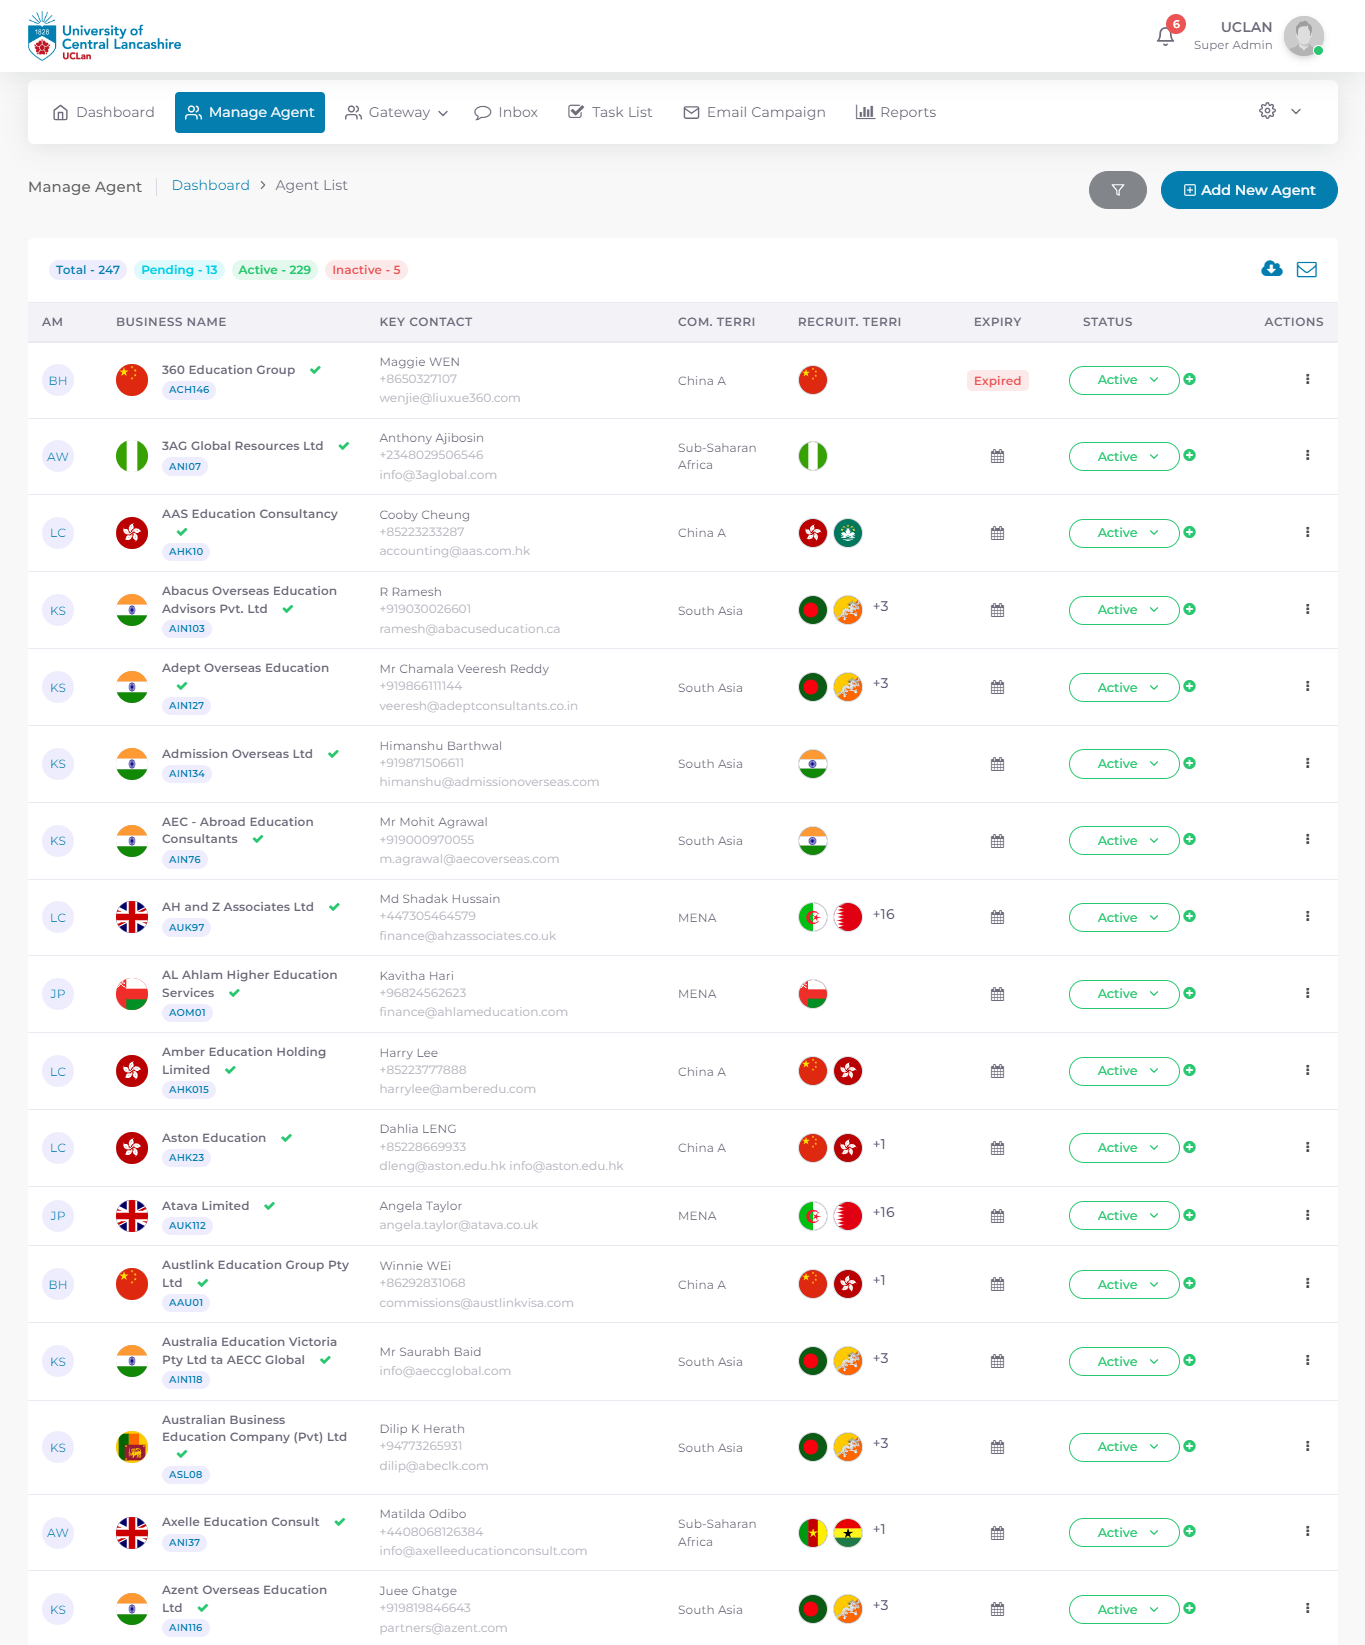 1828
University of
Central Lancashire
UCLan
6
UCLAN
Super Admin
Dashboard
Manage Agent
Gateway
Inbox
Task List
Email Campaign
Reports
Manage Agent
Dashboard > Agent List
Add New Agent
Total - 247
Pending - 13
Active - 229
Inactive - 5
AM BUSINESS NAME KEY CONTACT COM. TERRI RECRUIT. TERRI EXPIRY STATUS ACTIONS
BH
360 Education Group
ACH146
Maggie WEN
+8650327107
wenjie@liuxue360.com
China A
Expired
Active
AW
3AG Global Resources Ltd
ANI07
Anthony Ajibosin
+2348029506546
info@3aglobal.com
Sub-Saharan
Africa
Active
LC
AAS Education Consultancy
AHK10
Cooby Cheung
+85223233287
accounting@aas.com.hk
China A
Active
KS
Abacus Overseas Education
Advisors Pvt. Ltd
AIN103
R Ramesh
+919030026601
ramesh@abacuseducation.ca
South Asia
+3
Active
KS
Adept Overseas Education
AIN127
Mr Chamala Veeresh Reddy
+919866111144
veeresh@adeptconsultants.co.in
South Asia
+3
Active
KS
Admission Overseas Ltd
AIN134
Himanshu Barthwal
+919871506611
himanshu@admissionoverseas.com
South Asia
Active
KS
AEC - Abroad Education
Consultants
AIN76
Mr Mohit Agrawal
+919000970055
m.agrawal@aecoverseas.com
South Asia
Active
LC
AH and Z Associates Ltd
AUK97
Md Shadak Hussain
+447305464579
finance@ahzassociates.co.uk
MENA
+16
Active
JP
AL Ahlam Higher Education
Services
AOM01
Kavitha Hari
+96824562623
finance@ahlameducation.com
MENA
Active
LC
Amber Education Holding
Limited
AHK015
Harry Lee
+85223777888
harrylee@amberedu.com
China A
Active
LC
Aston Education
AHK23
Dahlia LENG
+85228669933
dleng@aston.edu.hk info@aston.edu.hk
China A
+1
Active
JP
Atava Limited
AUK112
Angela Taylor
angela.taylor@atava.co.uk
MENA
+16
Active
BH
Austlink Education Group Pty
Ltd
AAU01
Winnie WEi
+86292831068
commissions@austlinkvisa.com
China A
+1
Active
KS
Australia Education Victoria
Pty Ltd ta AECC Global
AIN118
Mr Saurabh Baid
info@aeccglobal.com
South Asia
+3
Active
KS
Australian Business
Education Company (Pvt) Ltd
ASL08
Dilip K Herath
+94773265931
dilip@abeclk.com
South Asia
+3
Active
AW
Axelle Education Consult
ANI37
Matilda Odibo
+4408068126384
info@axelleeducationconsult.com
Sub-Saharan
Africa
+1
Active
KS
Azent Overseas Education
Ltd
AIN116
Juee Ghatge
+919819846643
partners@azent.com
South Asia
+3
Active